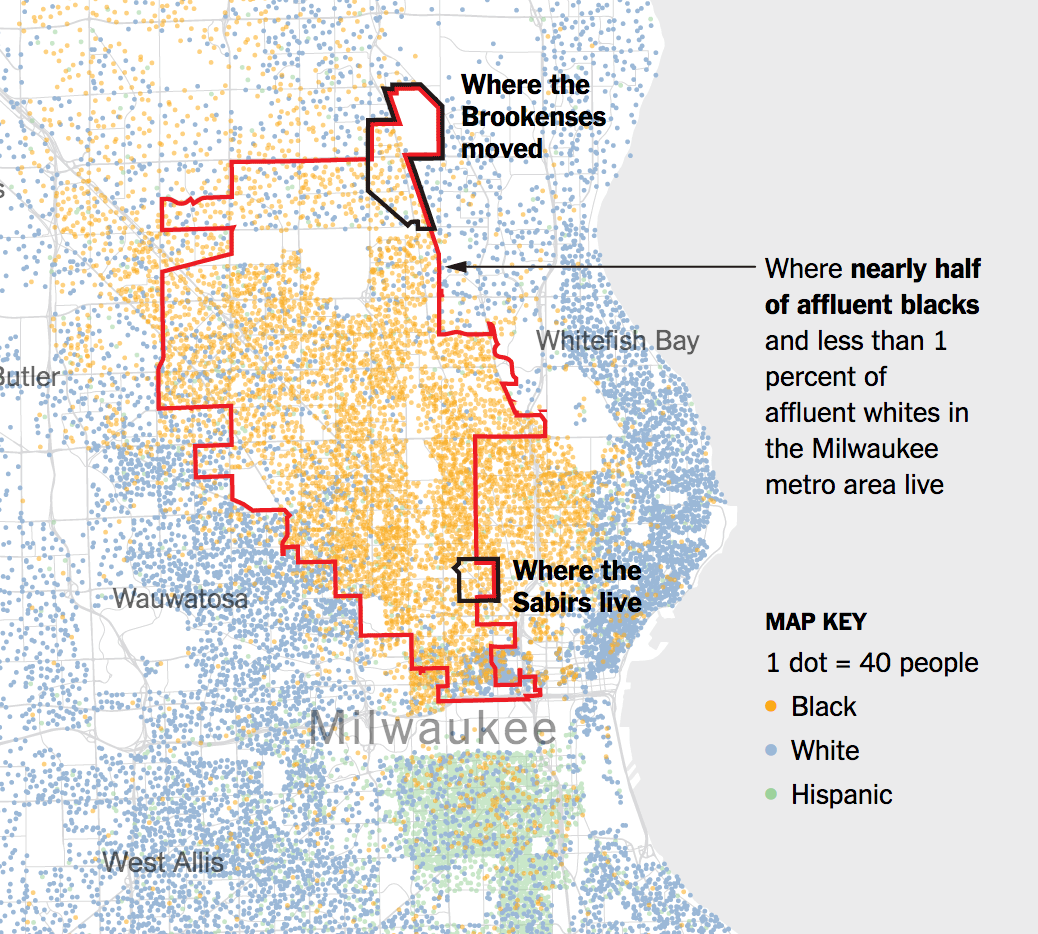 Where the
Brookenses
moved
Where nearly half
of affluent blacks
and less than 1
percent of
affluent whites in
the Milwaukee
metro area live
Whitefish Bay
Butler
Where the
Sabirs live
Wauwatosa
Milwaukee
West Allis
MAP KEY
1 dot = 40 people
Black
White
Hispanic